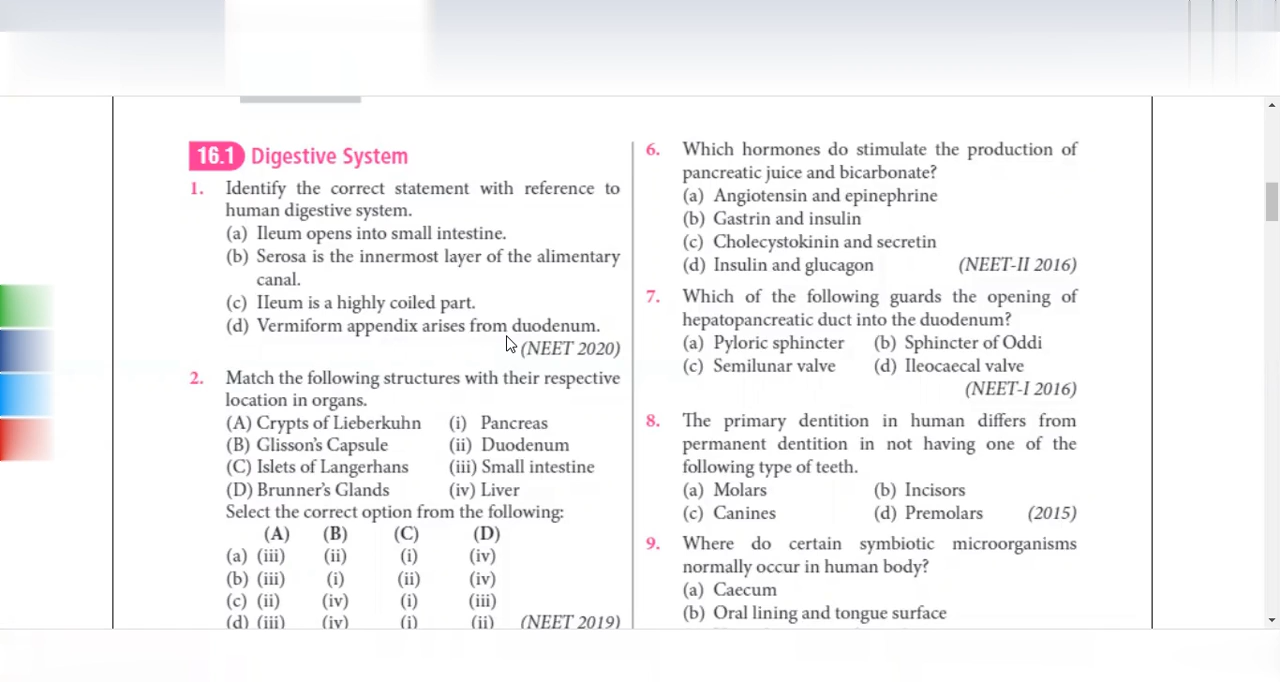 16.1 Digestive System
1. Identify the correct statement with reference to
human digestive system.
(a) Ileum opens into small intestine.
(b) Serosa is the innermost layer of the alimentary
canal.
(c) Ileum is a highly coiled part.
(d) Vermiform appendix arises from duodenum.
(NEET 2020)
2. Match the following structures with their respective
location in organs.
(A) Crypts of Lieberkuhn (i) Pancreas
(B) Glisson's Capsule (ii) Duodenum
(C) Islets of Langerhans (iii) Small intestine
(D) Brunner's Glands (iv) Liver
Select the correct option from the following:
(A) (B) (C) (D)
(a) (iii) (ii) (i) (iv)
(b) (iii) (i) (ii) (iv)
(c) (ii) (iv) (i) (iii)
(d) (iii) (iv) (i) (ii) (NEET 2019)
6. Which hormones do stimulate the production of
pancreatic juice and bicarbonate?
(a) Angiotensin and epinephrine
(b) Gastrin and insulin
(c) Cholecystokinin and secretin
(d) Insulin and glucagon (NEET-II 2016)
7. Which of the following guards the opening of
hepatopancreatic duct into the duodenum?
(a) Pyloric sphincter (b) Sphincter of Oddi
(c) Semilunar valve (d) Ileocaecal valve
(NEET-I 2016)
8. The primary dentition in human differs from
permanent dentition in not having one of the
following type of teeth.
(a) Molars (b) Incisors
(c) Canines (d) Premolars (2015)
9. Where do certain symbiotic microorganisms
normally occur in human body?
(a) Caecum
(b) Oral lining and tongue surface